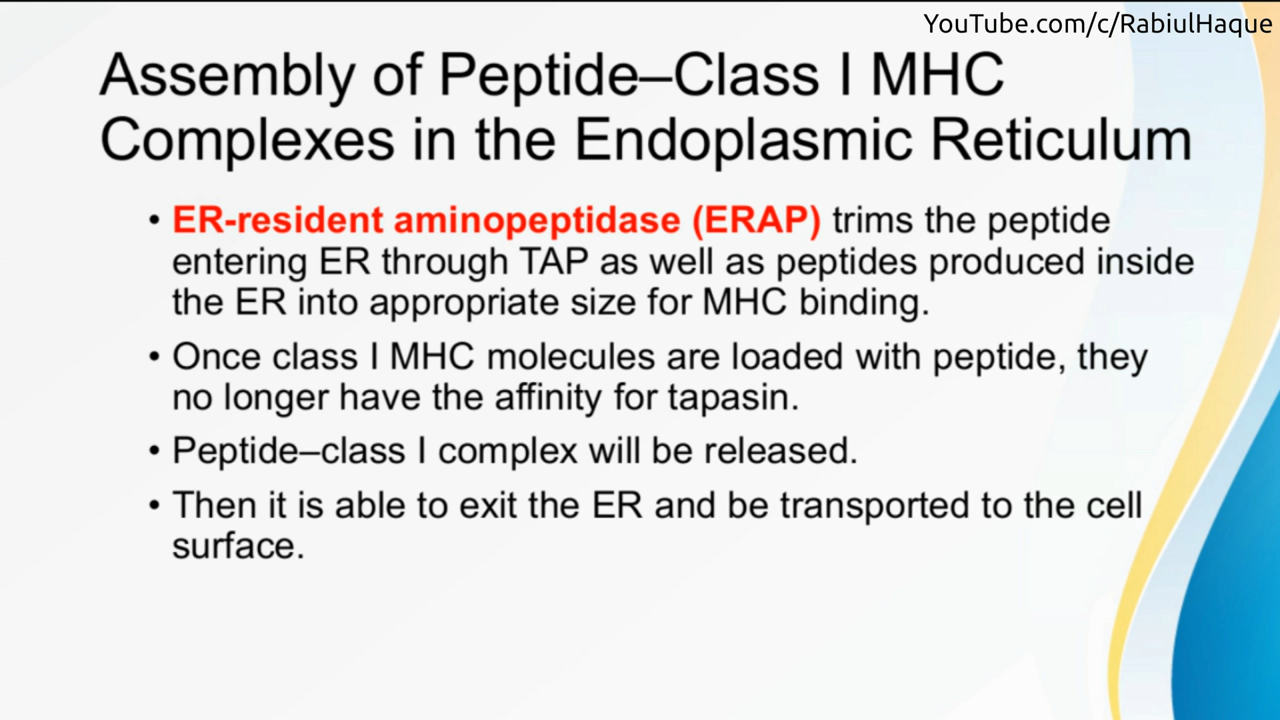 YouTube.com/c/RabiulHaque
Assembly of Peptide–Class I MHC
Complexes in the Endoplasmic Reticulum
• ER-resident aminopeptidase (ERAP) trims the peptide
entering ER through TAP as well as peptides produced inside
the ER into appropriate size for MHC binding.
• Once class I MHC molecules are loaded with peptide, they
no longer have the affinity for tapasin.
• Peptide–class I complex will be released.
• Then it is able to exit the ER and be transported to the cell
surface.